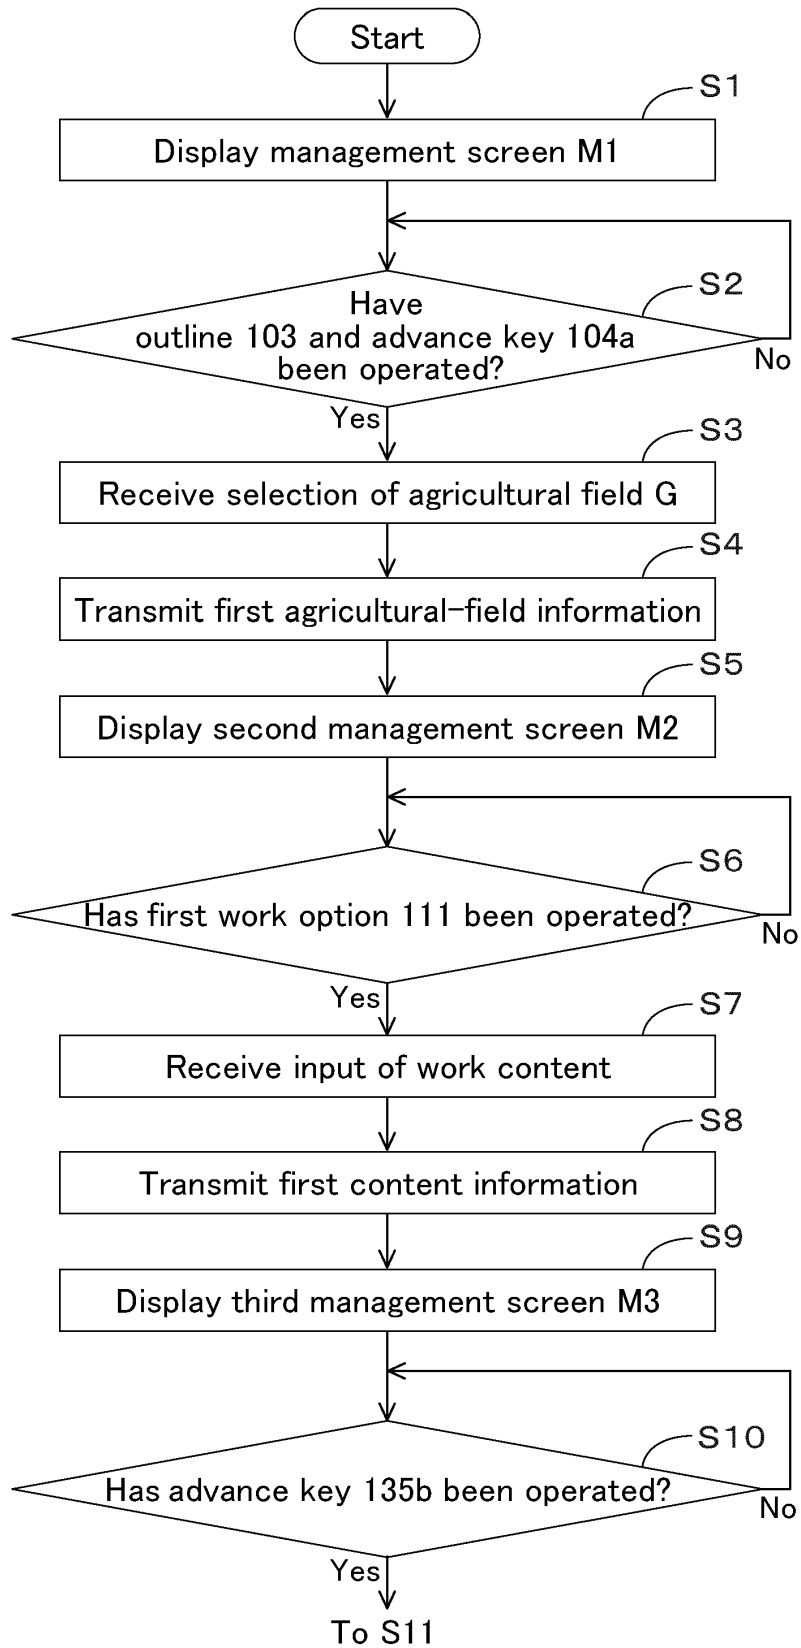 Start
S1
Display management screen M1
S2
Have
outline 103 and advance key 104a
been operated?
No
Yes
S3
Receive selection of agricultural field G
S4
Transmit first agricultural-field information
S5
Display second management screen M2
S6
Has first work option 111 been operated?
No
Yes
S7
Receive input of work content
S8
Transmit first content information
S9
Display third management screen M3
S10
Has advance key 135b been operated?
No
Yes
To S11